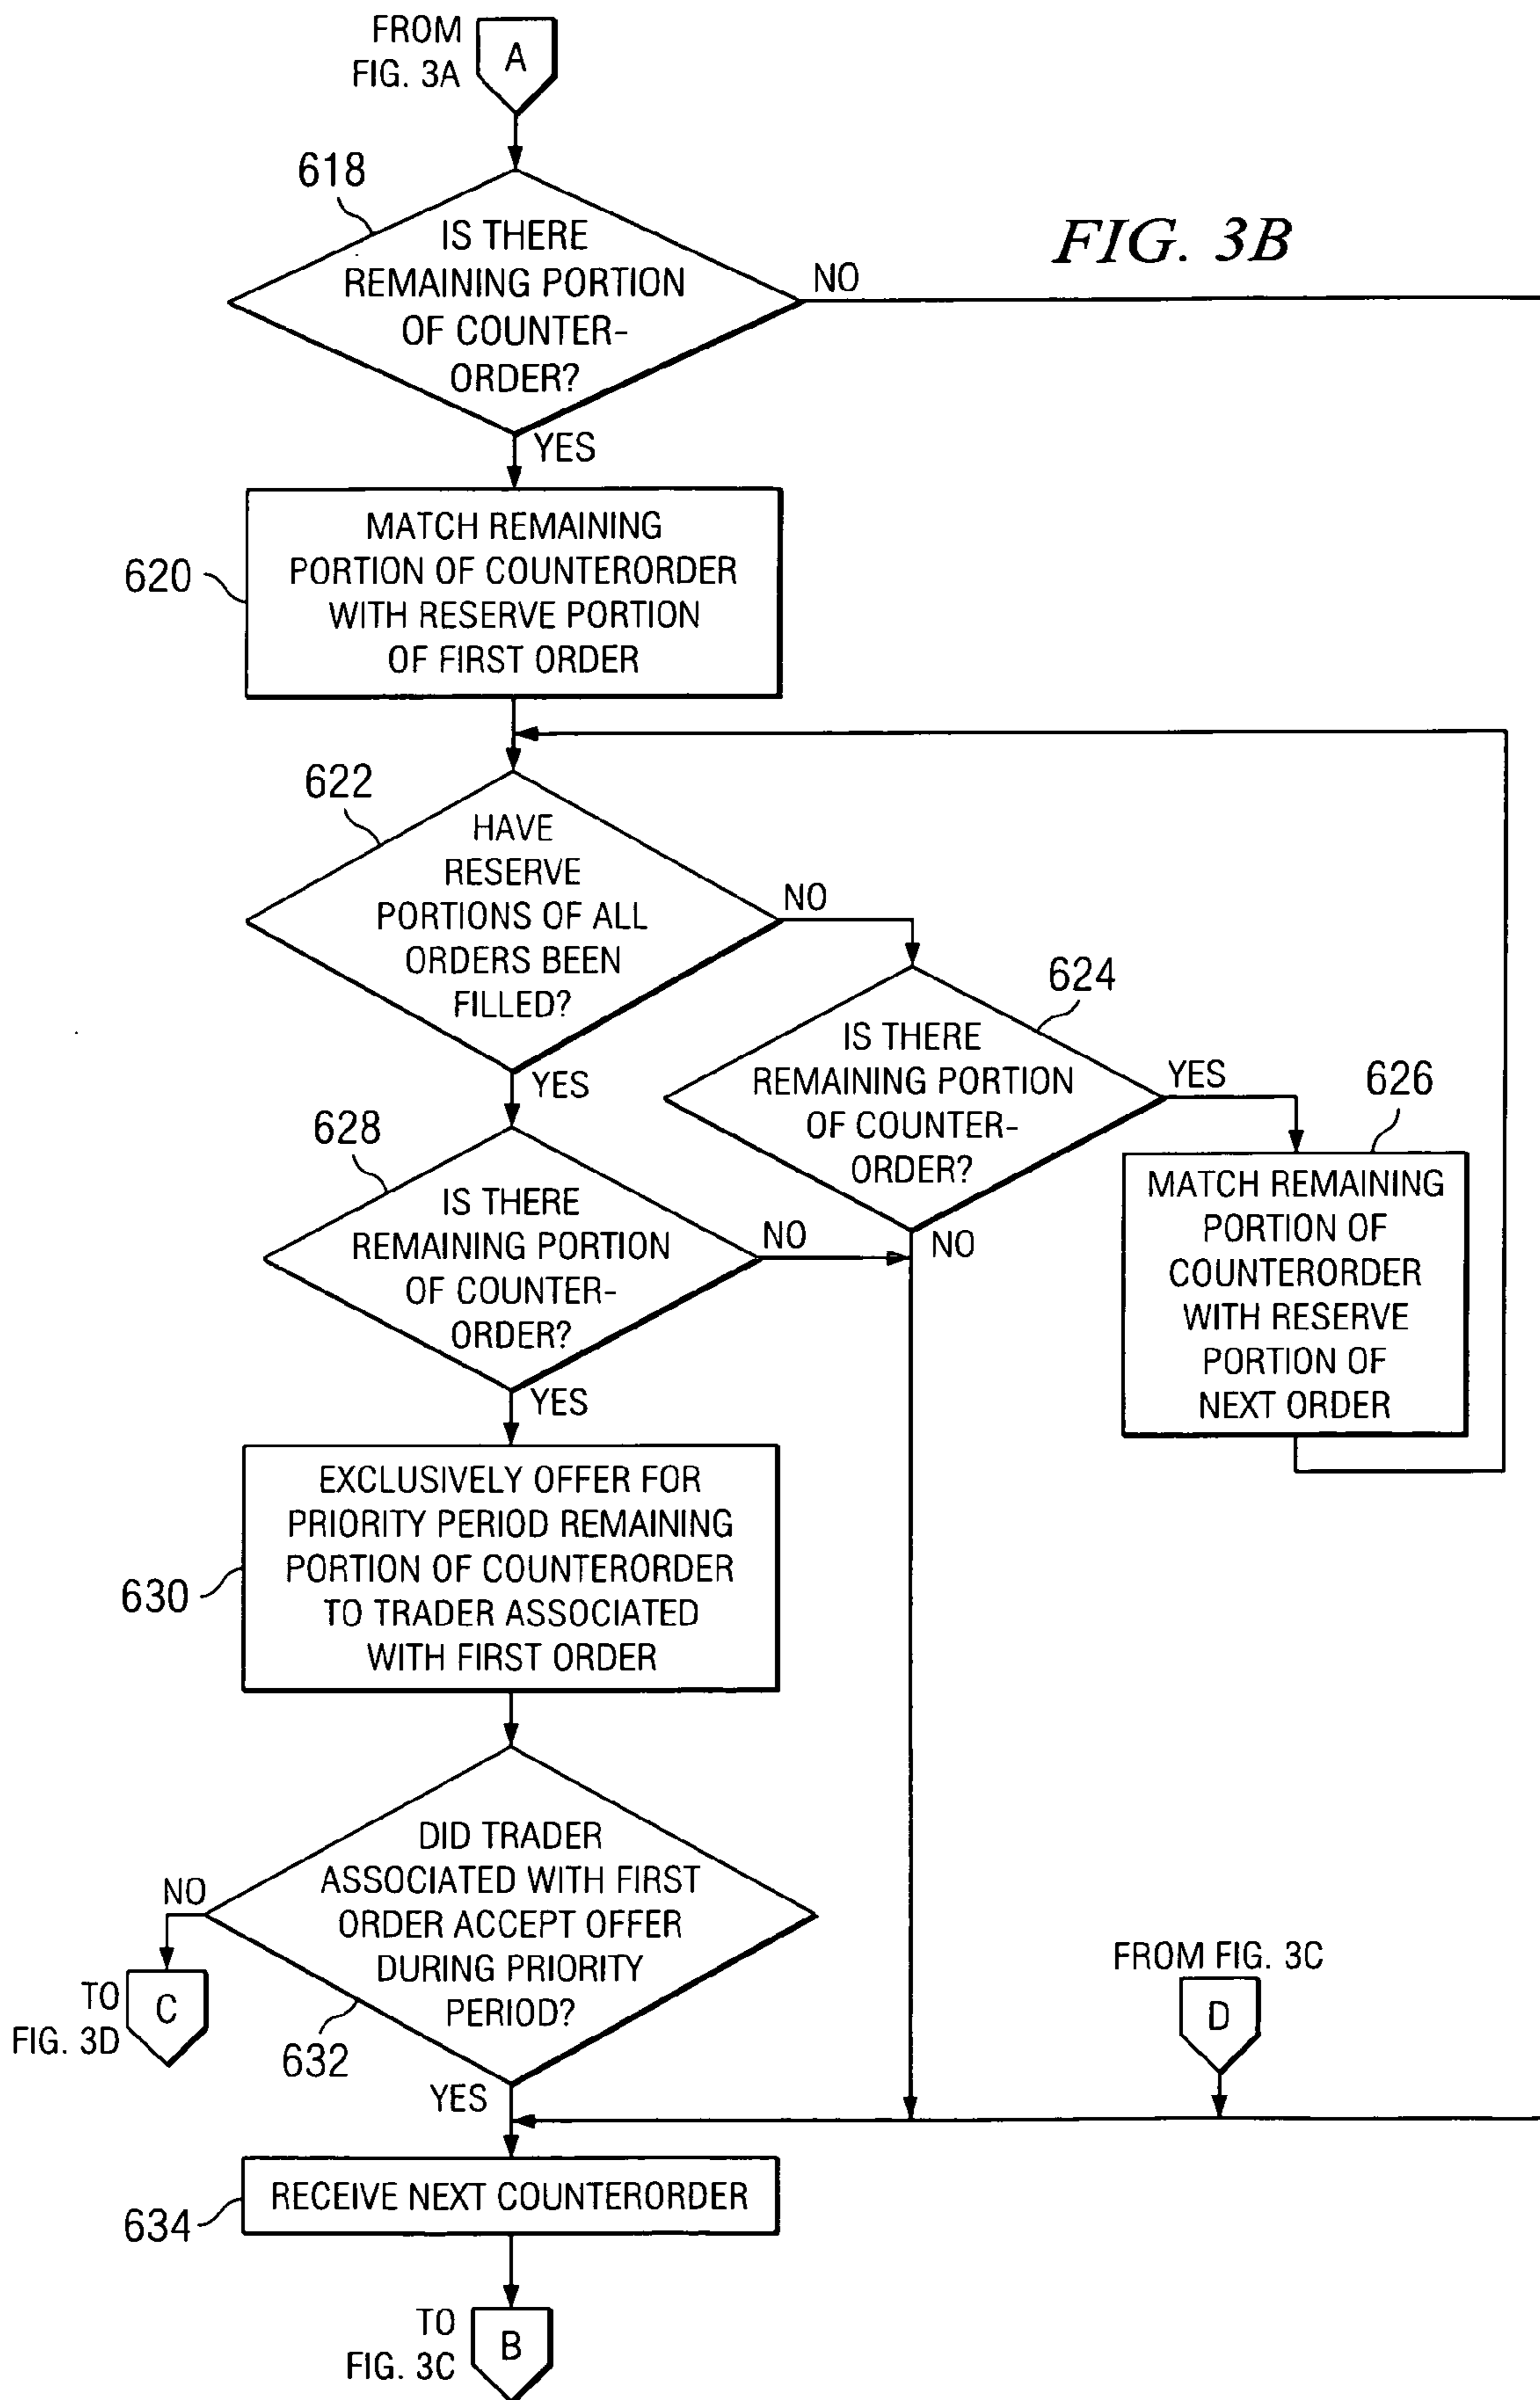 FROM
FIG. 3A
A
618
IS THERE
REMAINING PORTION
OF COUNTER-
ORDER?
NO
FIG. 3B
YES
620
MATCH REMAINING
PORTION OF COUNTERORDER
WITH RESERVE PORTION
OF FIRST ORDER
622
HAVE
RESERVE
PORTIONS OF ALL
ORDERS BEEN
FILLED?
NO
YES
624
IS THERE
REMAINING PORTION
OF COUNTER-
ORDER?
YES
NO
626
MATCH REMAINING
PORTION OF
COUNTERORDER
WITH RESERVE
PORTION OF
NEXT ORDER
628
IS THERE
REMAINING PORTION
OF COUNTER-
ORDER?
NO
YES
630
EXCLUSIVELY OFFER FOR
PRIORITY PERIOD REMAINING
PORTION OF COUNTERORDER
TO TRADER ASSOCIATED
WITH FIRST ORDER
DID TRADER
ASSOCIATED WITH FIRST
ORDER ACCEPT OFFER
DURING PRIORITY
PERIOD?
632
NO
TO
FIG. 3D
C
YES
FROM FIG. 3C
D
634
RECEIVE NEXT COUNTERORDER
TO
FIG. 3C
B